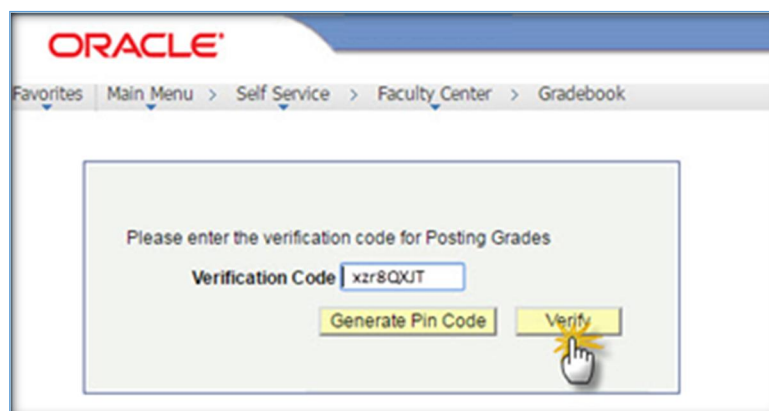 ORACLE
Favorites Main Menu > Self Service > Faculty Center > Gradebook
Please enter the verification code for Posting Grades
Verification Code xzr8QXJT
Generate Pin Code Verify